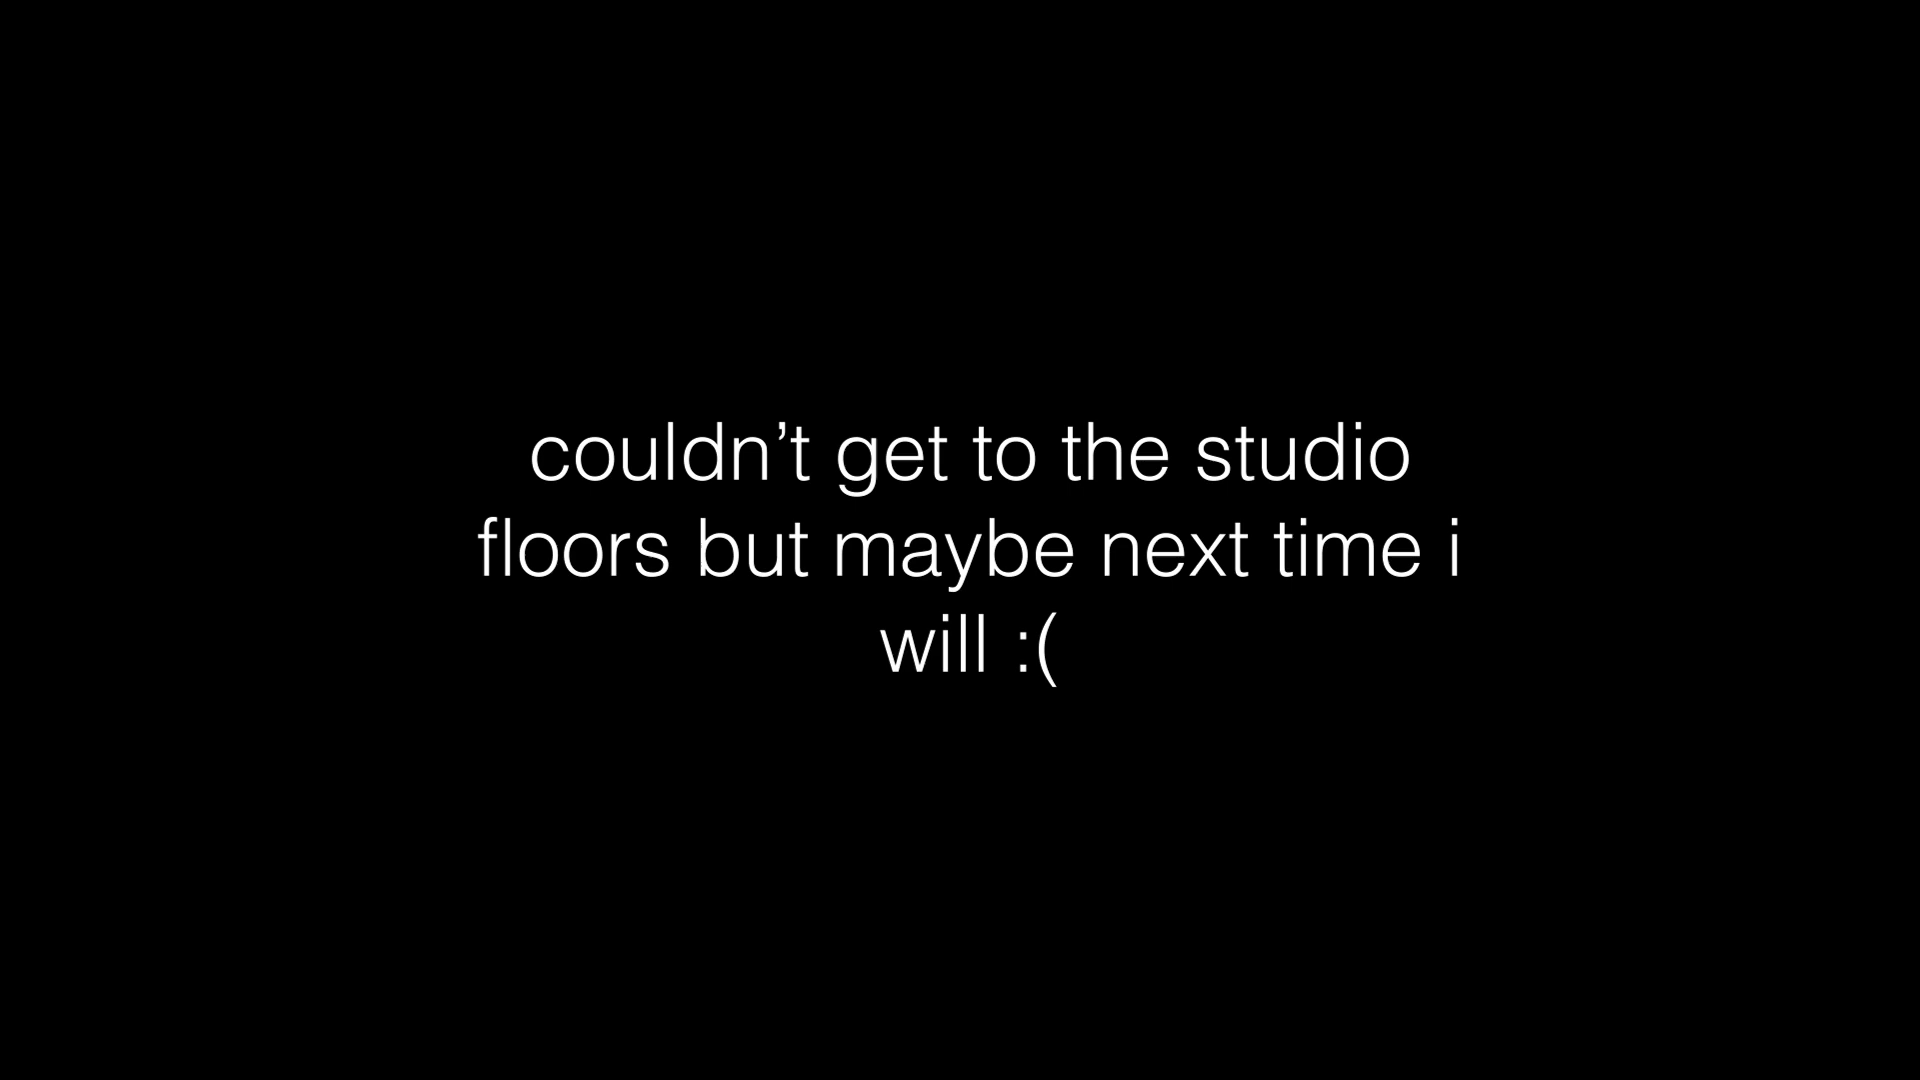 couldn’t get to the studio
floors but maybe next time i
will :(